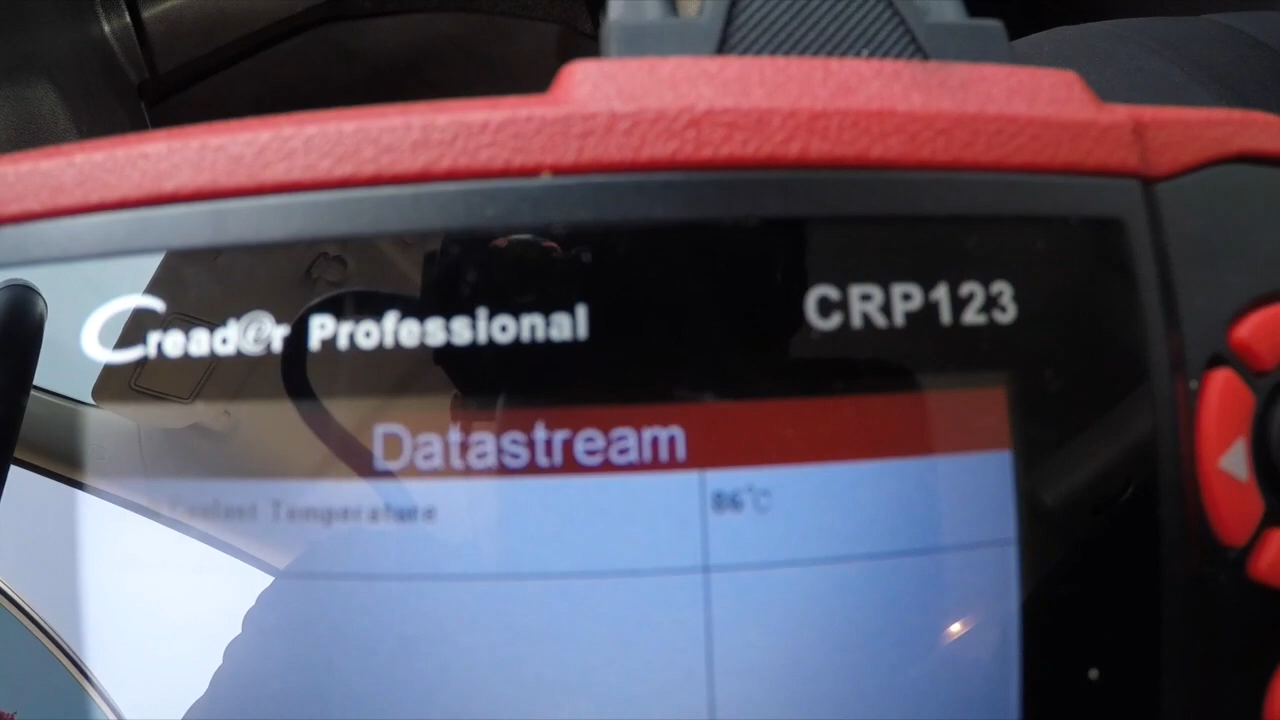 Cread@r Professional
CRP123
Datastream
Coolant Temperature 86℃